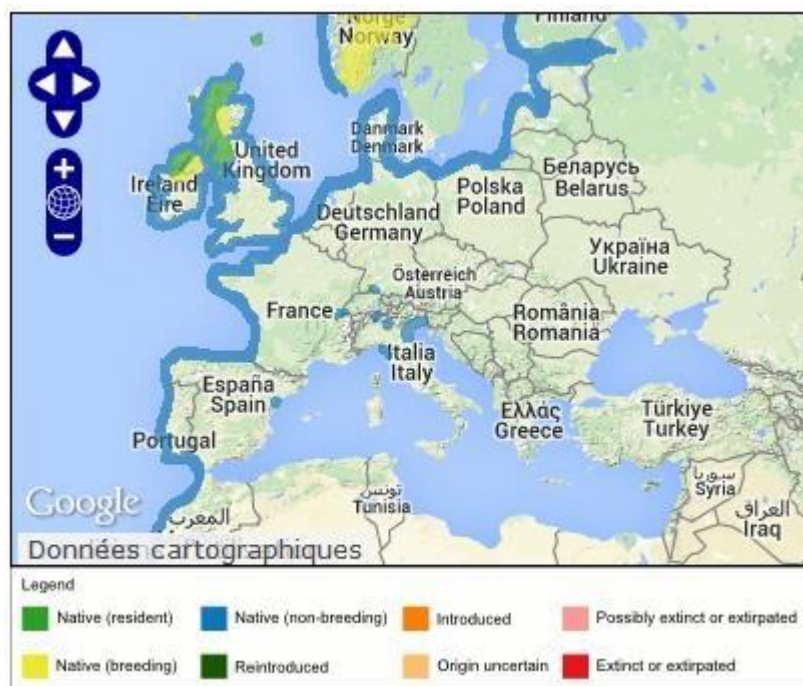 Norge
Norway
Finland
Danmark
Denmark
United
Kingdom
Ireland
Éire
Беларусь
Belarus
Polska
Poland
Deutschland
Germany
Україна
Ukraine
Österreich
Austria
France
România
Romania
Italia
Italy
España
Spain
Portugal
Ελλάς
Greece
Türkiye
Turkey
تونس
Tunisia
سوريا
Syria
العراق
Iraq
المغرب
Google
Données cartographiques
Legend
Native (resident)
Native (non-breeding)
Introduced
Possibly extinct or extirpated
Native (breeding)
Reintroduced
Origin uncertain
Extinct or extirpated